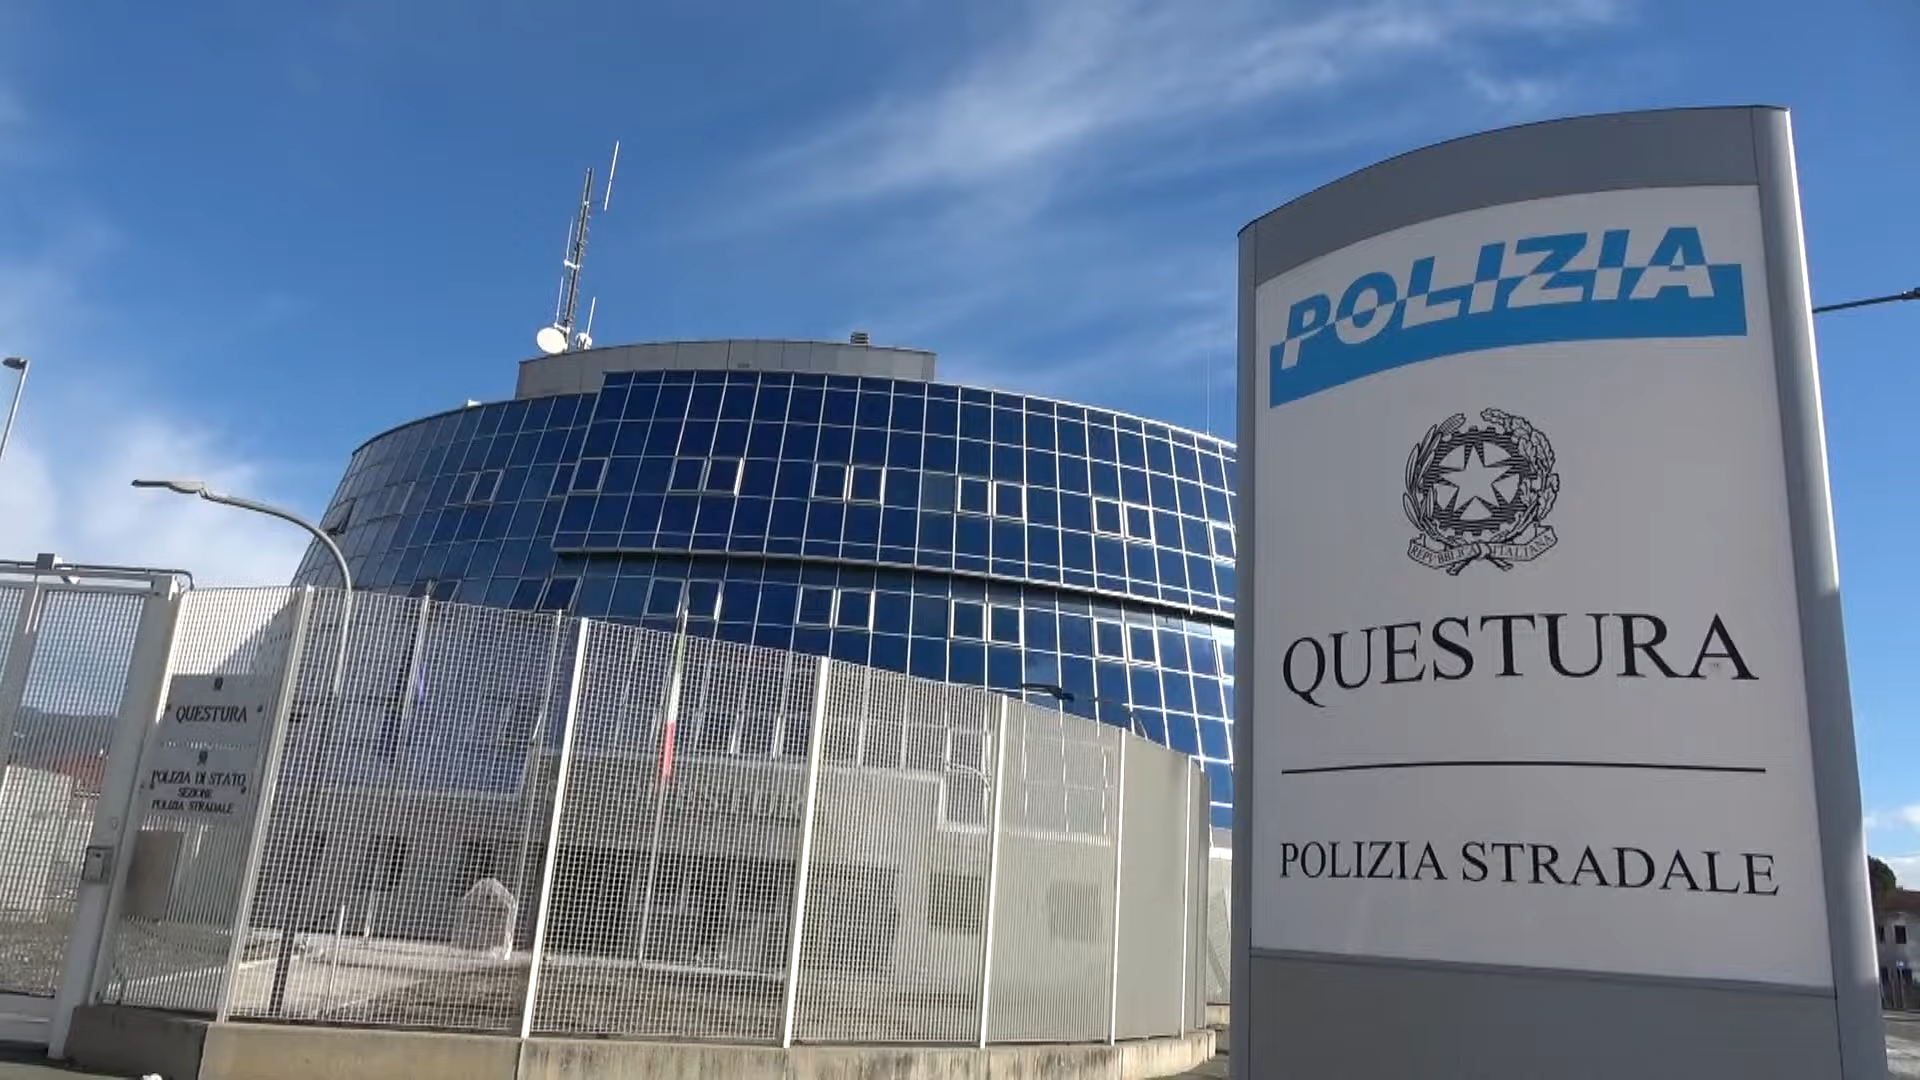 POLIZIA
REPVBBLICA ITALIANA
QUESTURA
POLIZIA STRADALE
QUESTURA
POLIZIA DI STATO
SEZIONE
POLIZIA STRADALE